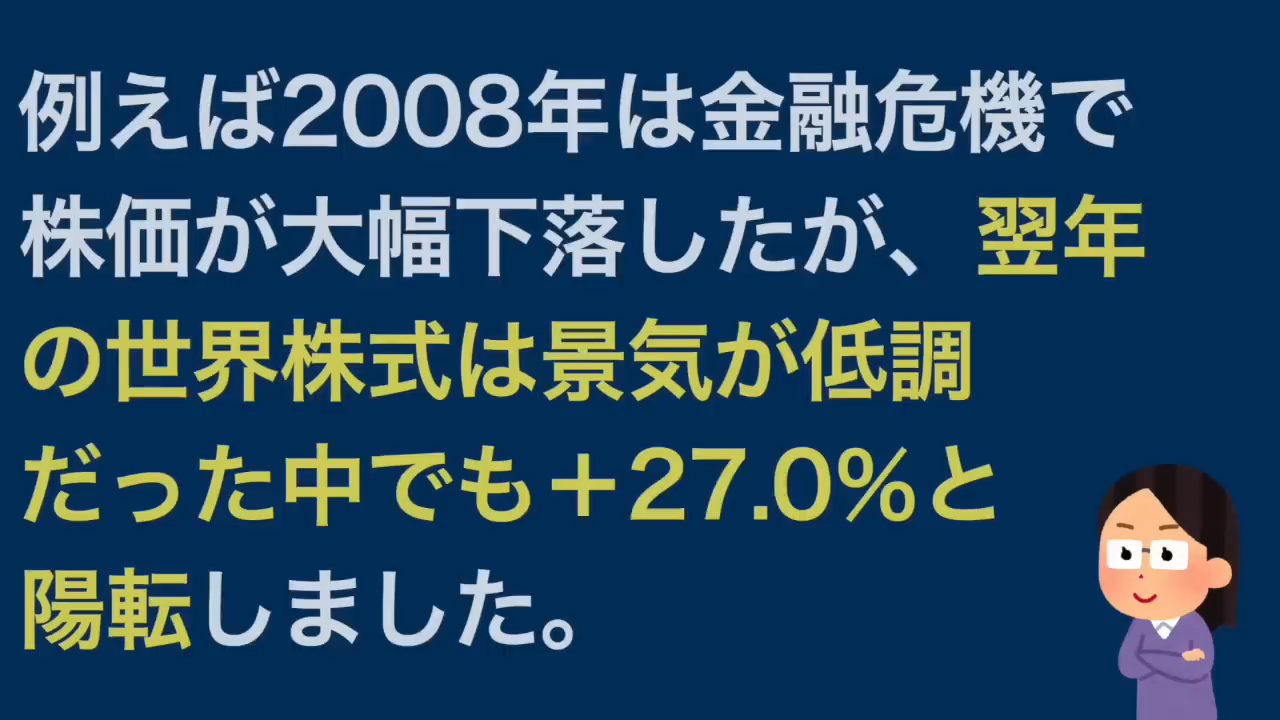 例えば2008年は金融危機で
株価が大幅下落したが、翌年
の世界株式は景気が低調
だった中でも＋27.0％と
陽転しました。